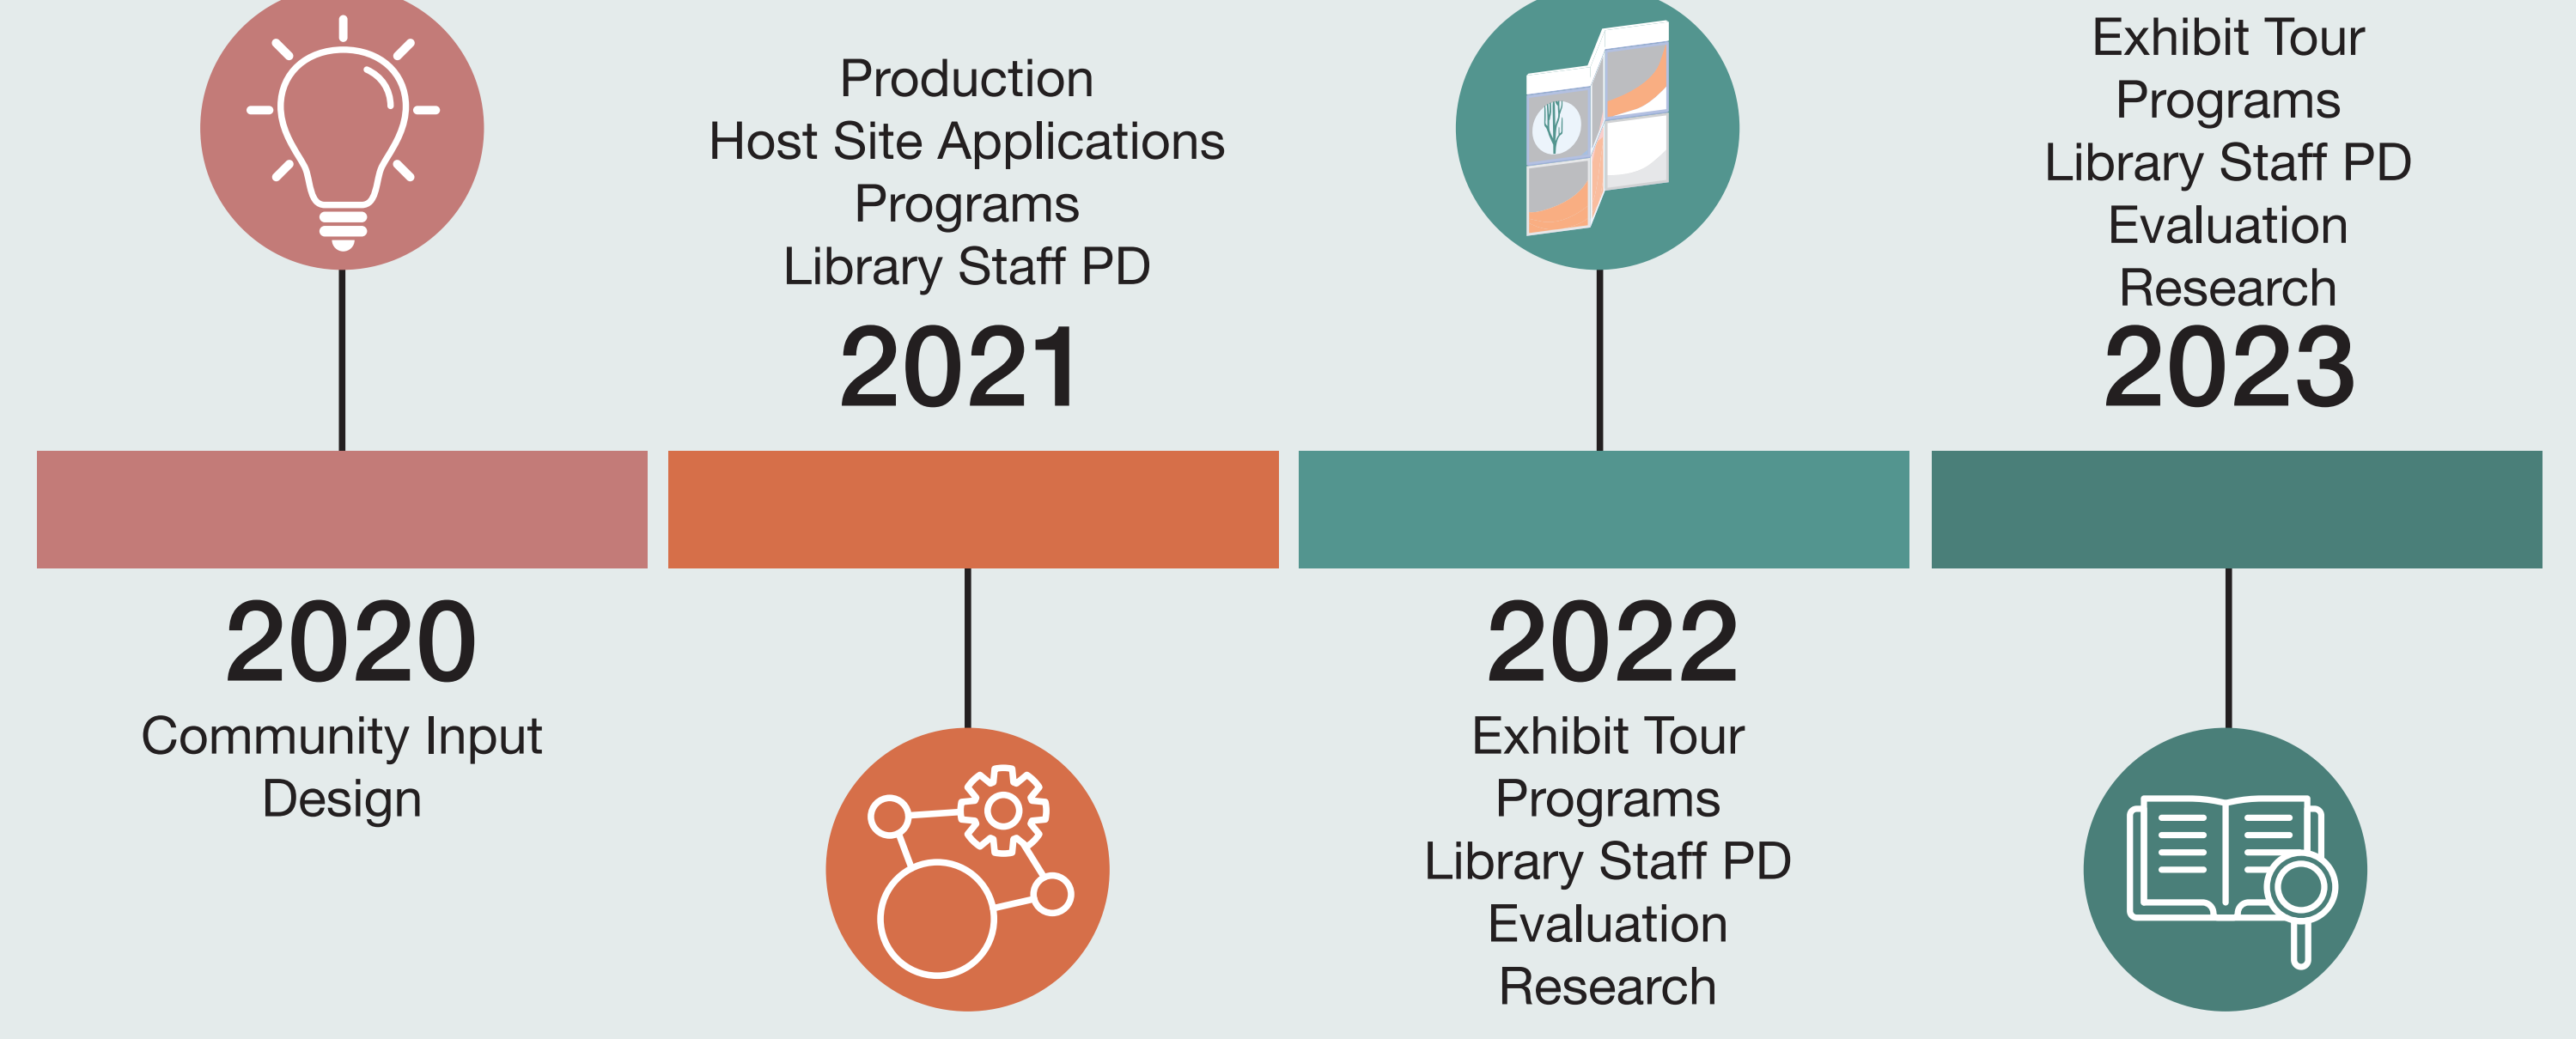 2020
Community Input
Design
Production
Host Site Applications
Programs
Library Staff PD
2021
2022
Exhibit Tour
Programs
Library Staff PD
Evaluation
Research
Exhibit Tour
Programs
Library Staff PD
Evaluation
Research
2023